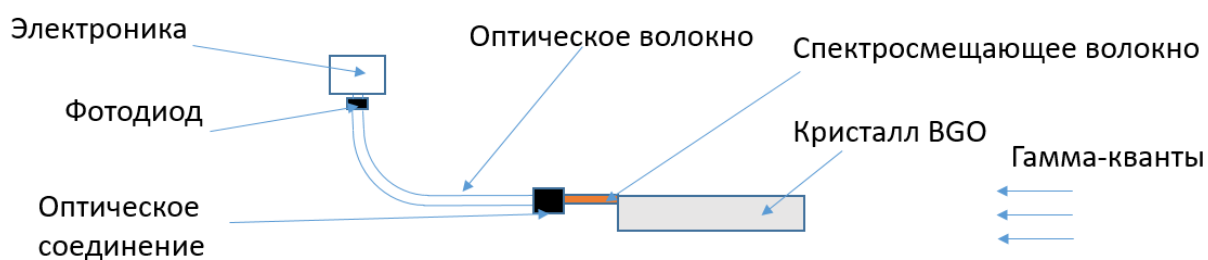 Электроника
Оптическое волокно
Спектросмещающее волокно
Фотодиод
Кристалл BGO
Гамма-кванты
Оптическое
соединение